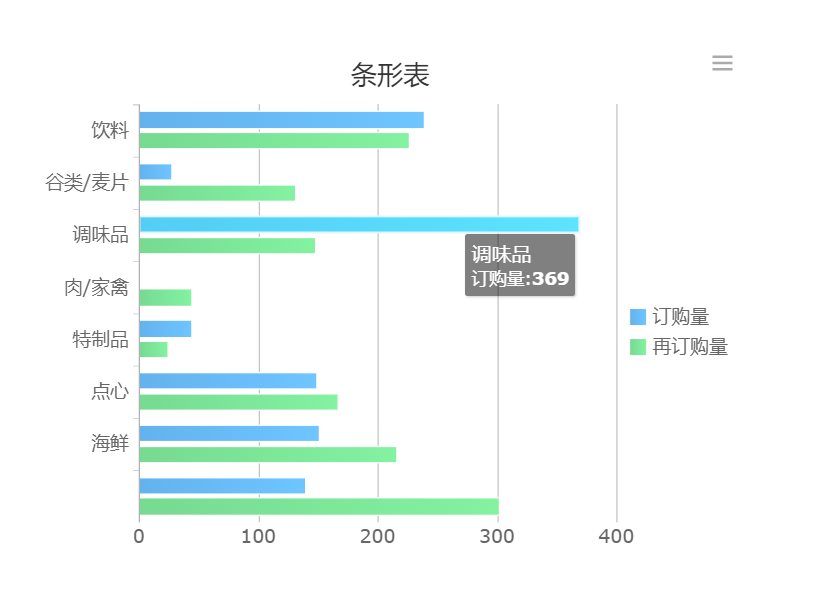 条形表
饮料
谷类/麦片
调味品
肉/家禽
特制品
点心
海鲜
调味品
订购量:369
订购量
再订购量
0 100 200 300 400